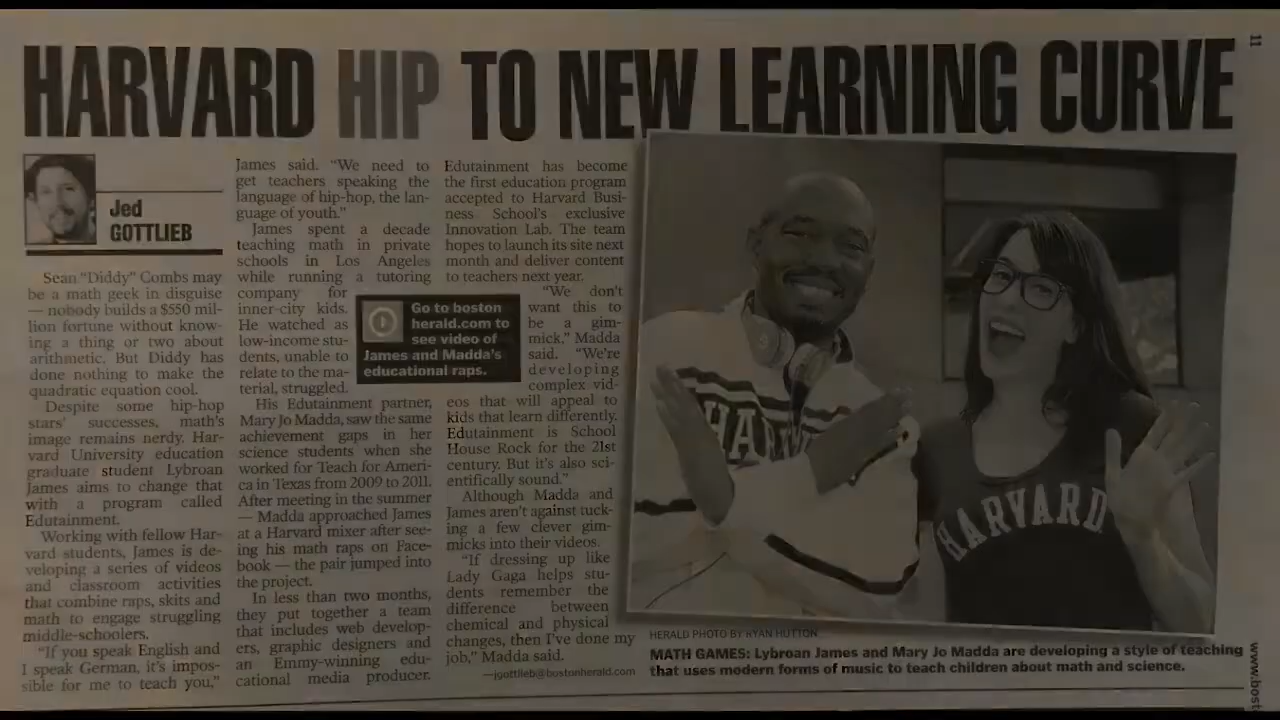 HARVARD HIP TO NEW LEARNING CURVE
11
Jed
GOTTLIEB
Sean “Diddy” Combs may
be a math geek in disguise
— nobody builds a $550 mil-
lion fortune without know-
ing a thing or two about
arithmetic. But Diddy has
done nothing to make the
quadratic equation cool.
Despite some hip-hop
stars’ successes, math’s
image remains nerdy. Har-
vard University education
graduate student Lybroan
James aims to change that
with a program called
Edutainment.
Working with fellow Har-
vard students, James is de-
veloping a series of videos
and classroom activities
that combine raps, skits and
math to engage struggling
middle-schoolers.
“If you speak English and
I speak German, it’s impos-
sible for me to teach you,”
James said. “We need to
get teachers speaking the
language of hip-hop, the lan-
guage of youth.”
James spent a decade
teaching math in private
schools in Los Angeles
while running a tutoring
company for
inner-city kids.
He watched as
low-income stu-
dents, unable to
relate to the ma-
terial, struggled.
His Edutainment partner,
Mary Jo Madda, saw the same
achievement gaps in her
science students when she
worked for Teach for Ameri-
ca in Texas from 2009 to 2011.
After meeting in the summer
— Madda approached James
at a Harvard mixer after see-
ing his math raps on Face-
book — the pair jumped into
the project.
In less than two months,
they put together a team
that includes web develop-
ers, graphic designers and
an Emmy-winning edu-
cational media producer.
Go to boston
herald.com to
see video of
James and Madda’s
educational raps.
Edutainment has become
the first education program
accepted to Harvard Busi-
ness School’s exclusive
Innovation Lab. The team
hopes to launch its site next
month and deliver content
to teachers next year.
“We don’t
want this to
be a gim-
mick,” Madda
said. “We’re
developing
complex vid-
eos that will appeal to
kids that learn differently.
Edutainment is School
House Rock for the 21st
century. But it’s also sci-
entifically sound.”
Although Madda and
James aren’t against tuck-
ing a few clever gim-
micks into their videos.
“If dressing up like
Lady Gaga helps stu-
dents remember the
difference between
chemical and physical
changes, then I’ve done my
job,” Madda said.
—jgottlieb@bostonherald.com
HARV
HARVARD
HERALD PHOTO BY RYAN HUTTON
MATH GAMES: Lybroan James and Mary Jo Madda are developing a style of teaching
that uses modern forms of music to teach children about math and science.
www.bost